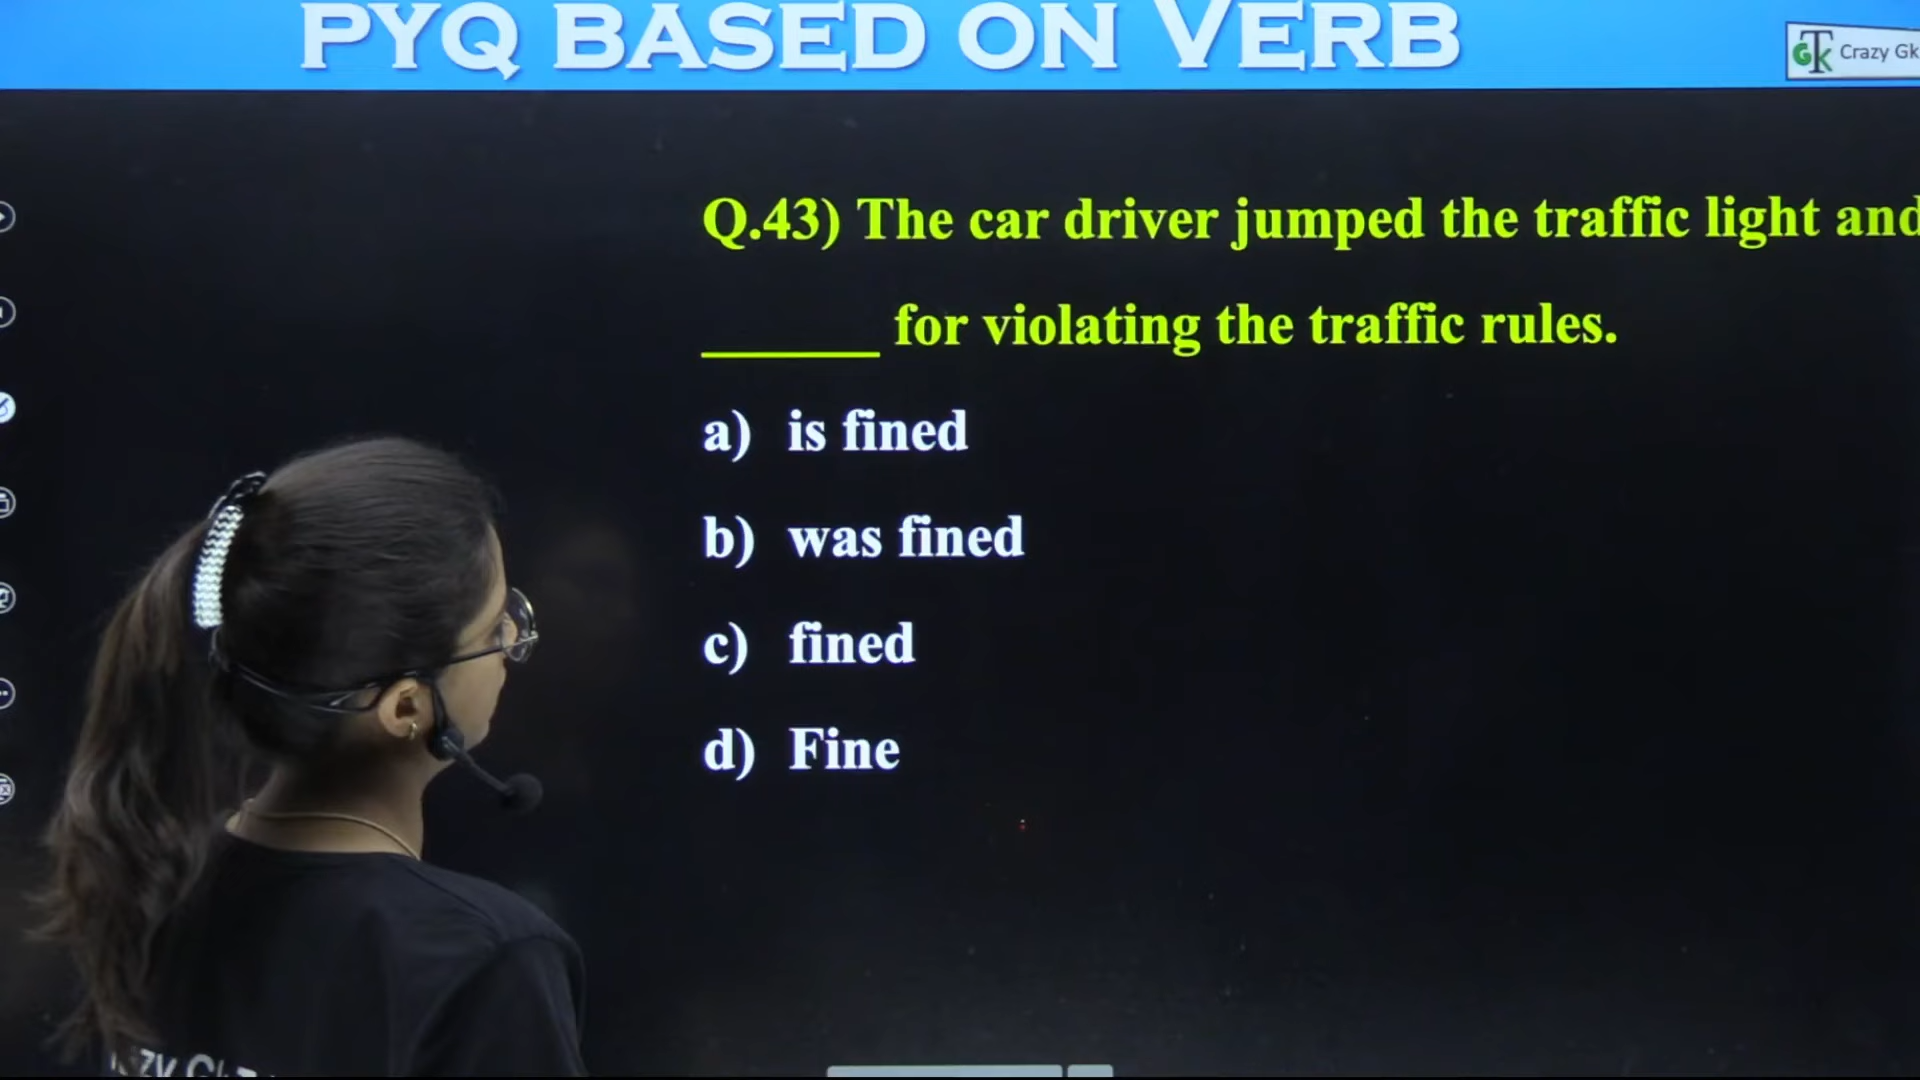 PYQ BASED ON VERB
GTK Crazy Gk
Q.43) The car driver jumped the traffic light and
______ for violating the traffic rules.
a) is fined
b) was fined
c) fined
d) Fine